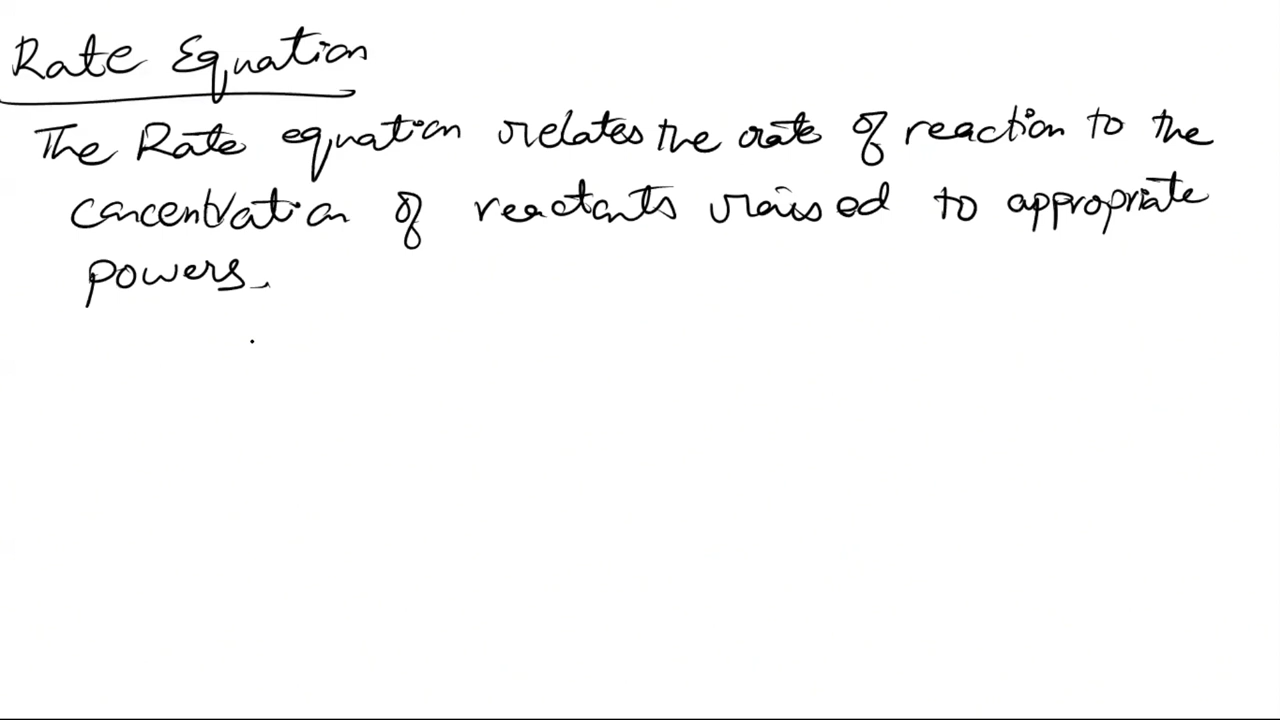 Rate Equation
The Rate equation relates the rate of reaction to the
concentration of reactants raised to appropriate
powers.